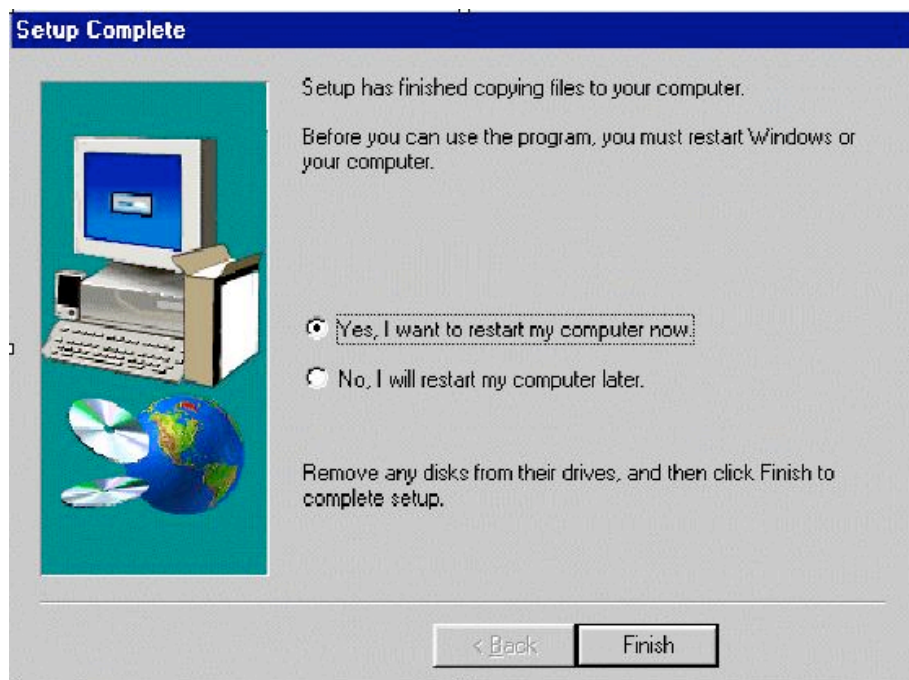 Setup Complete
Setup has finished copying files to your computer.
Before you can use the program, you must restart Windows or
your computer.
Yes, I want to restart my computer now.
No, I will restart my computer later.
Remove any disks from their drives, and then click Finish to
complete setup.
< Back
Finish